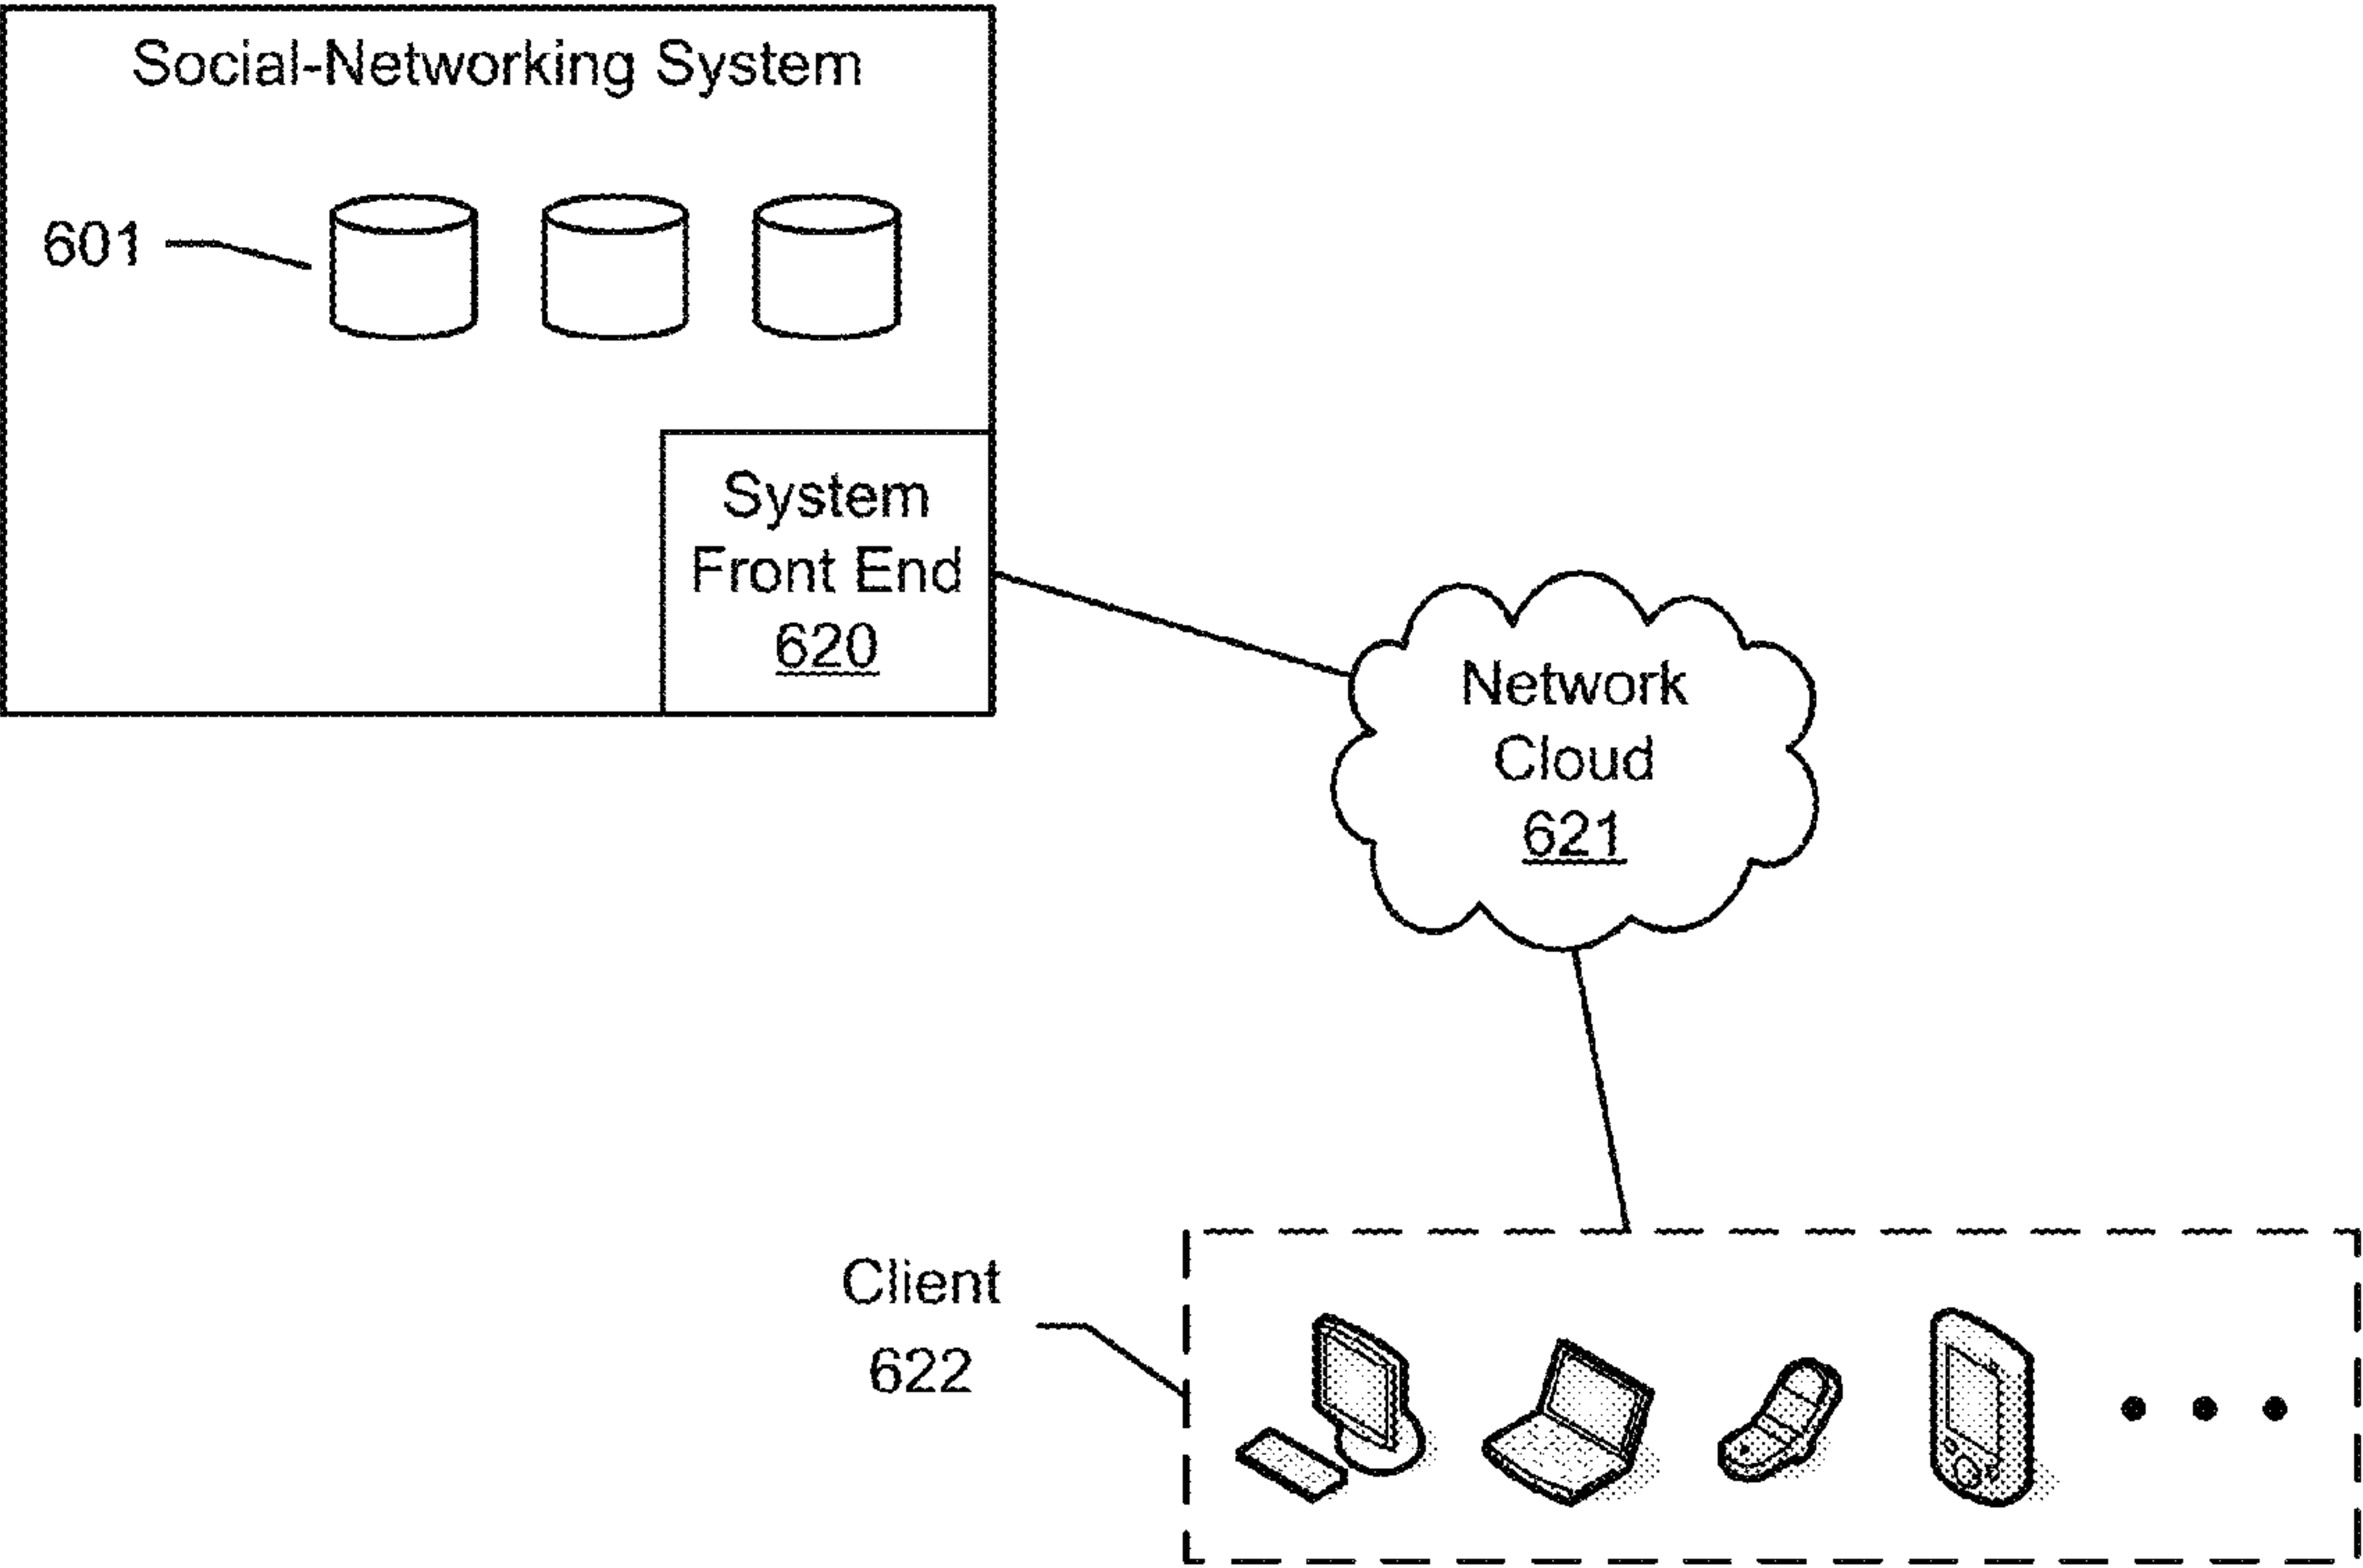 Social-Networking System
601
System
Front End
620
Network
Cloud
621
Client
622